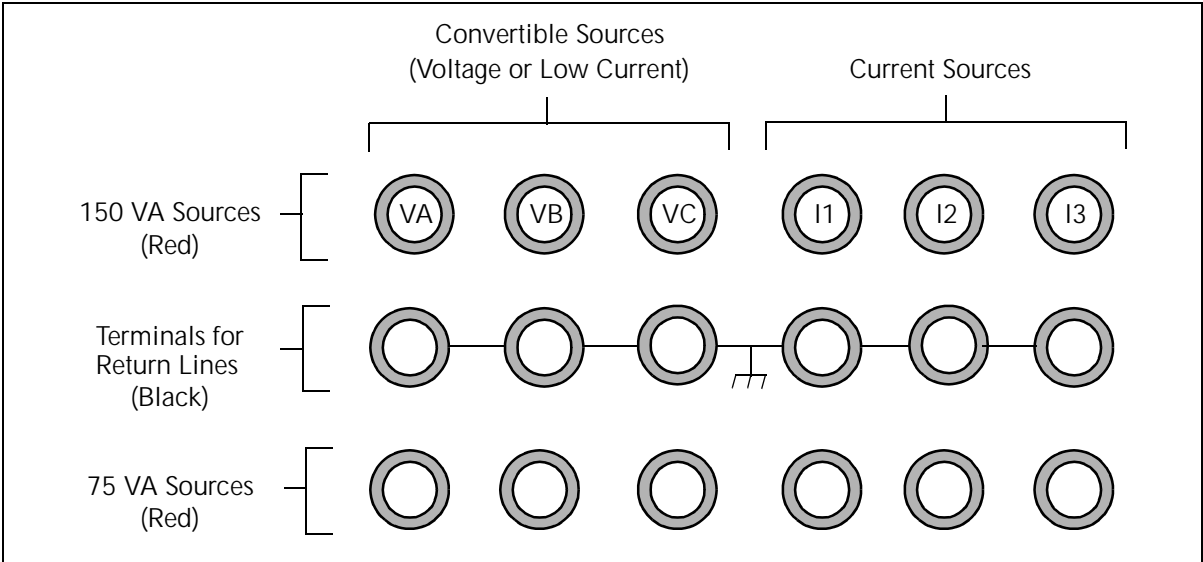 Convertible Sources
(Voltage or Low Current)
Current Sources
150 VA Sources
(Red)
VA
VB
VC
I1
I2
I3
Terminals for
Return Lines
(Black)
75 VA Sources
(Red)